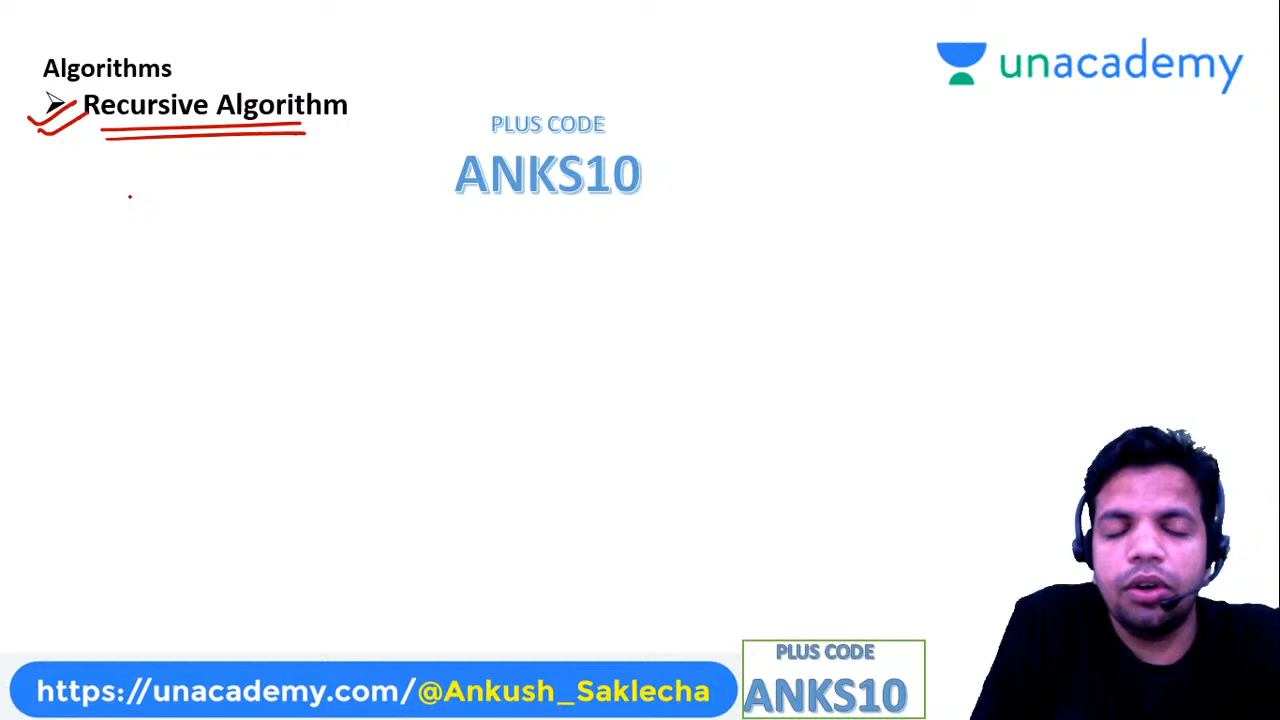 Algorithms
➢ Recursive Algorithm
unacademy
PLUS CODE
ANKS10
https://unacademy.com/@Ankush_Saklecha
PLUS CODE
ANKS10